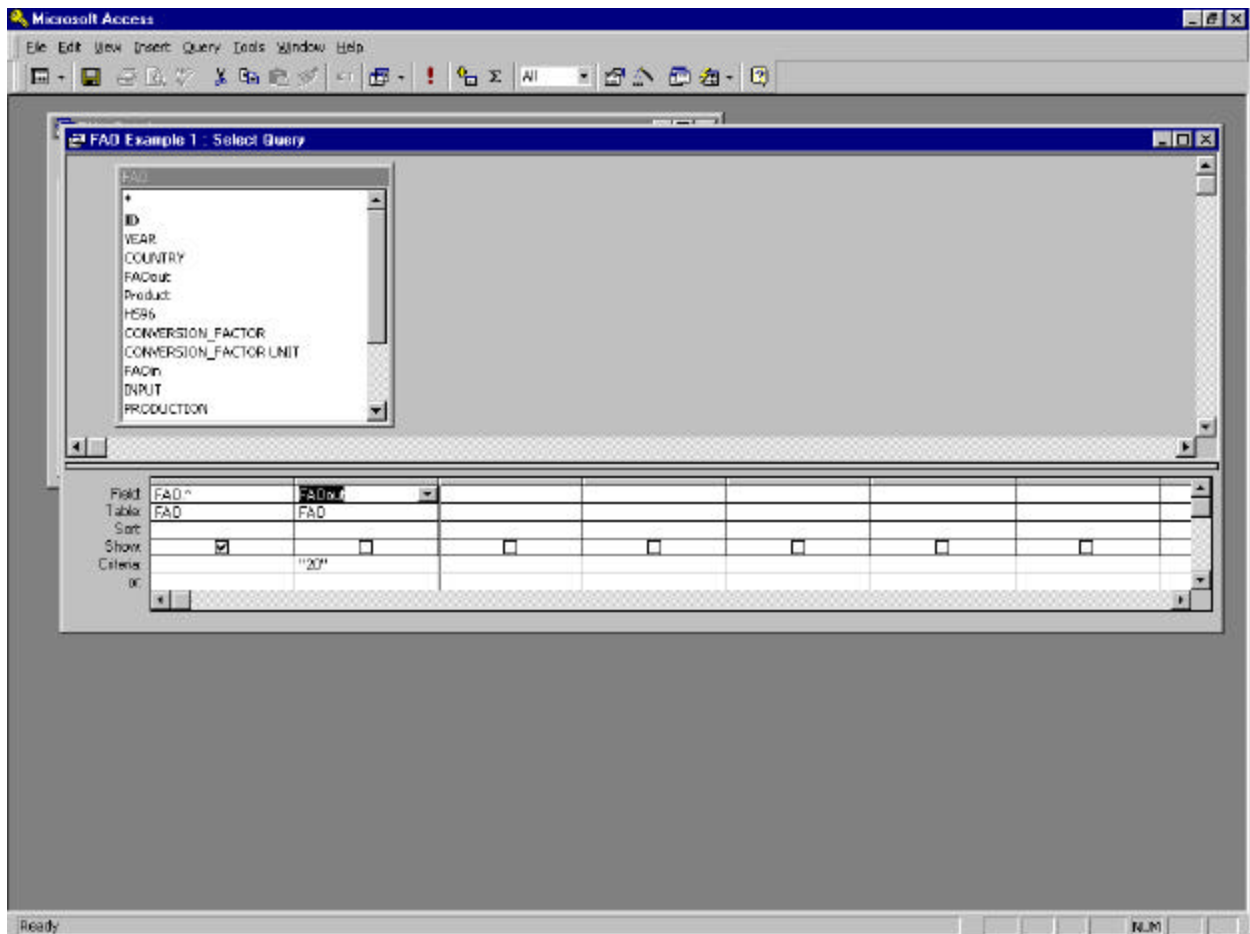 Microsoft Access
File Edit View Insert Query Tools Window Help
All
FAO Example 1 : Select Query
FAO
*
ID
YEAR
COUNTRY
FAOout
Product
HS96
CONVERSION_FACTOR
CONVERSION_FACTOR UNIT
FAOin
INPUT
PRODUCTION
Field: FAO.* FAOout
Table: FAO FAO
Sort:
Show:
Criteria: "20"
or:
Ready NUM